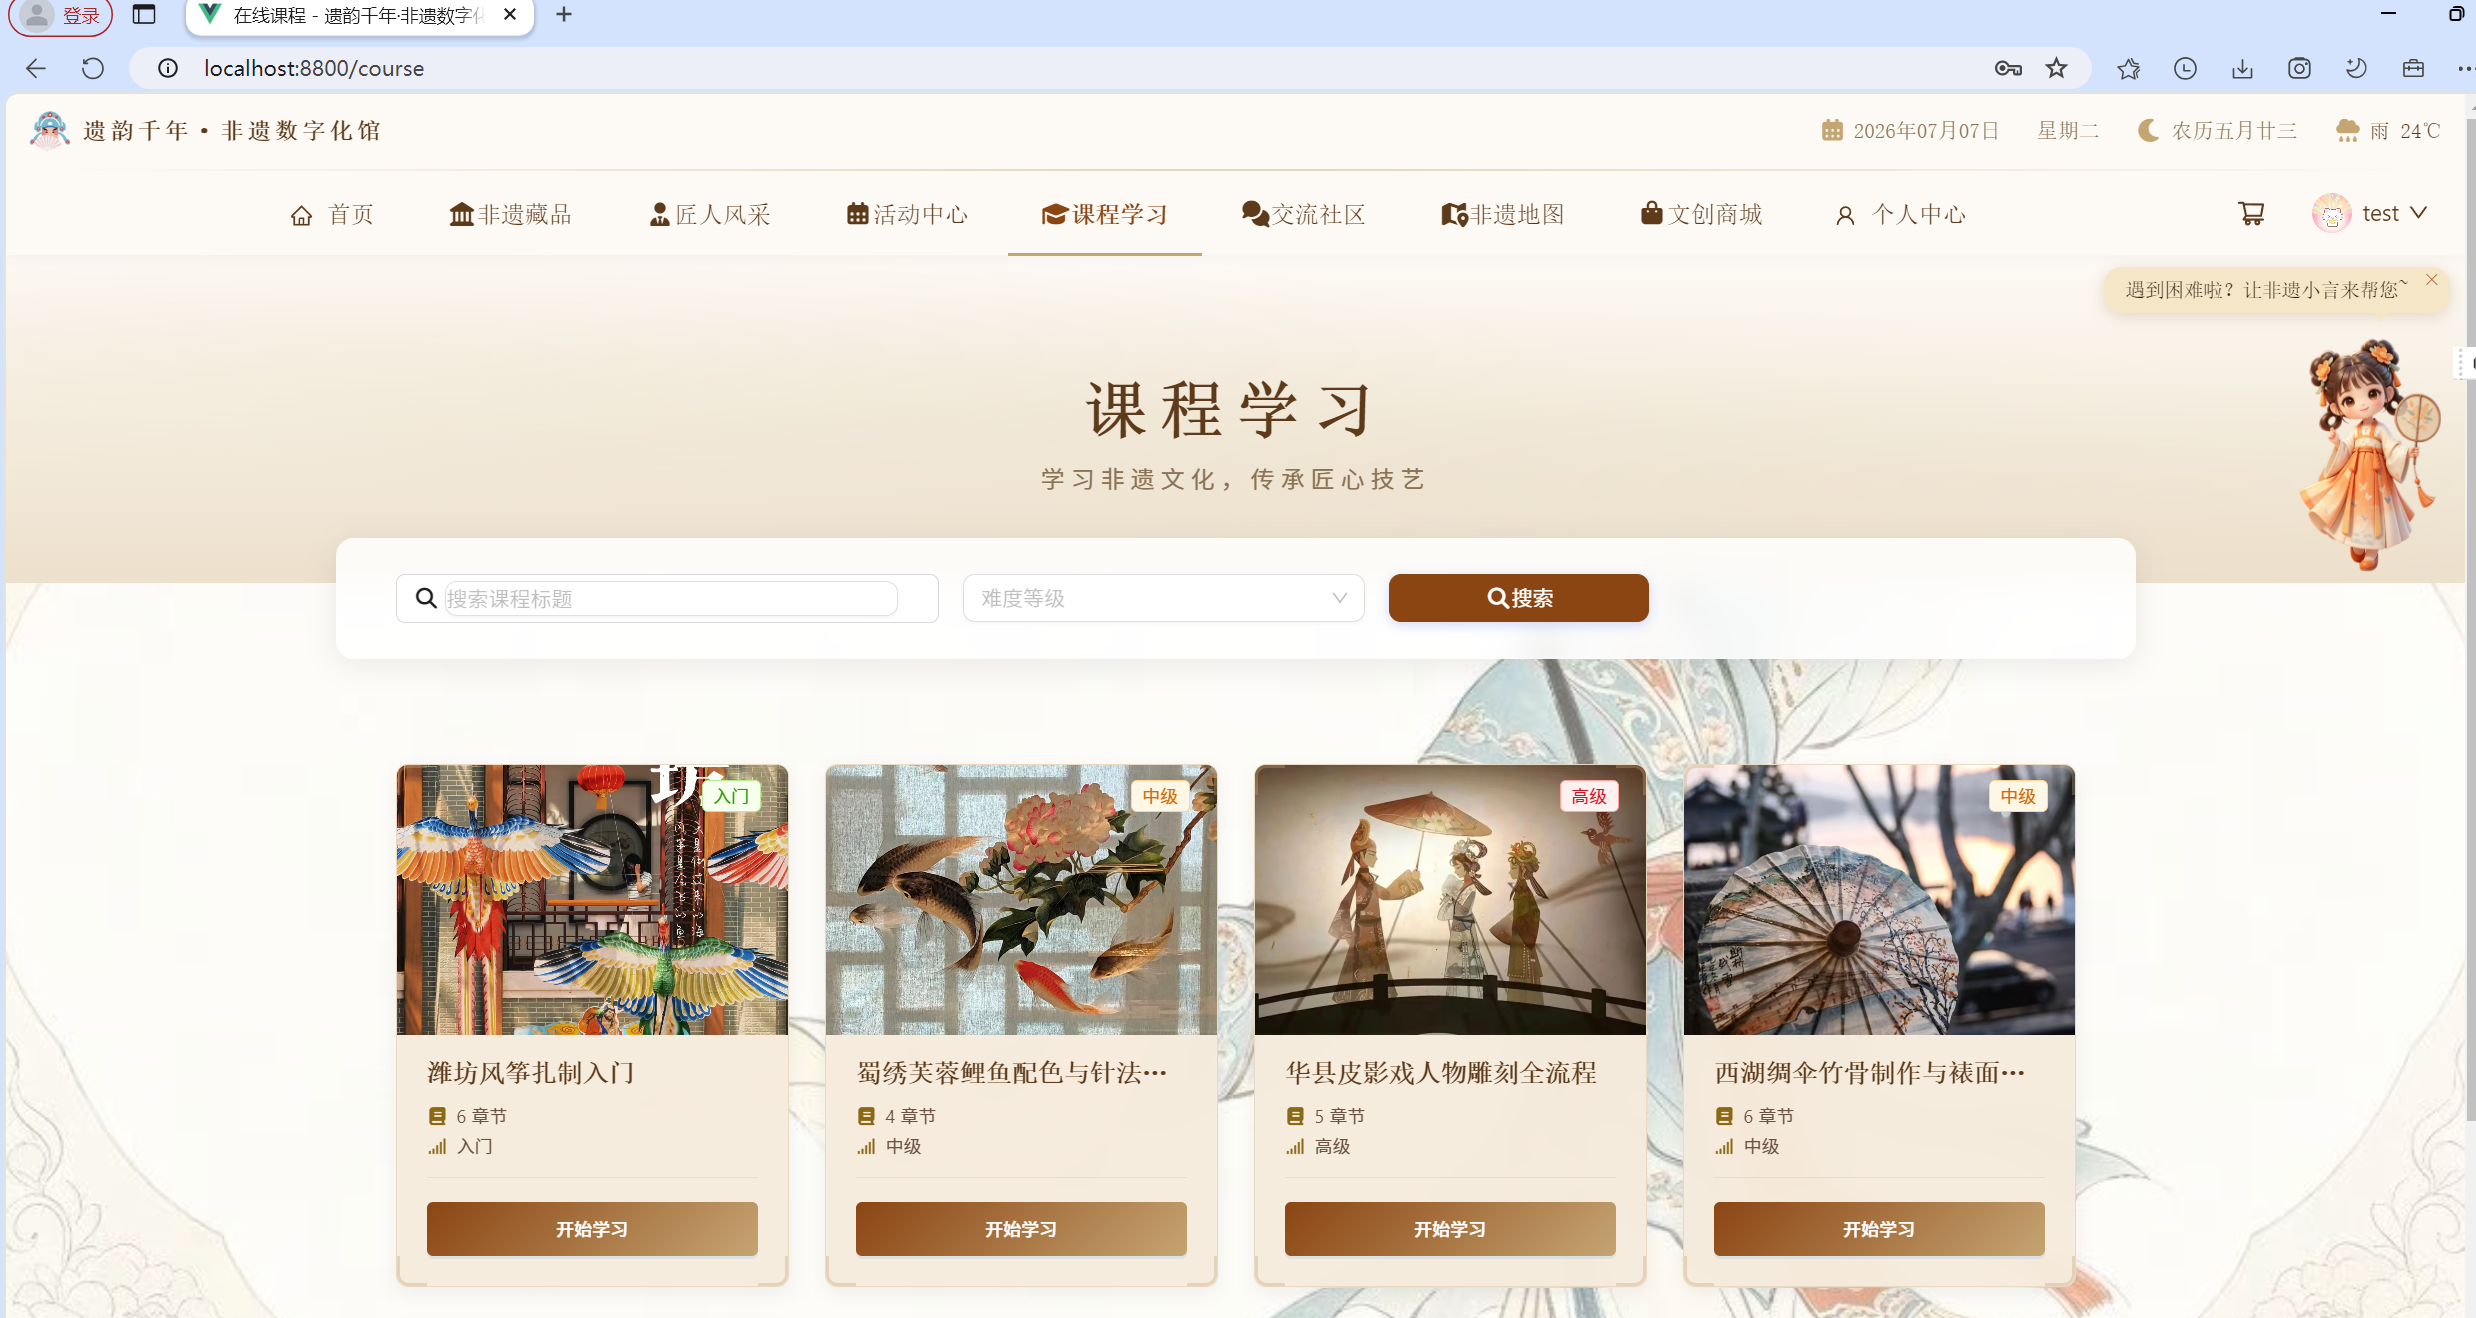 登录
在线课程 - 遗韵千年·非遗数字化
localhost:8800/course
遗韵千年·非遗数字化馆
2026年07月07日 星期二 农历五月廿三 雨 24℃
首页 非遗藏品 匠人风采 活动中心 课程学习 交流社区 非遗地图 文创商城 个人中心 test
遇到困难啦？让非遗小言来帮您~
课程学习
学习非遗文化，传承匠心技艺
搜索课程标题 难度等级 搜索
入门 中级 高级 中级
潍坊风筝扎制入门
6 章节
入门
开始学习
蜀绣芙蓉鲤鱼配色与针法···
4 章节
中级
开始学习
华县皮影戏人物雕刻全流程
5 章节
高级
开始学习
西湖绸伞竹骨制作与裱面···
6 章节
中级
开始学习